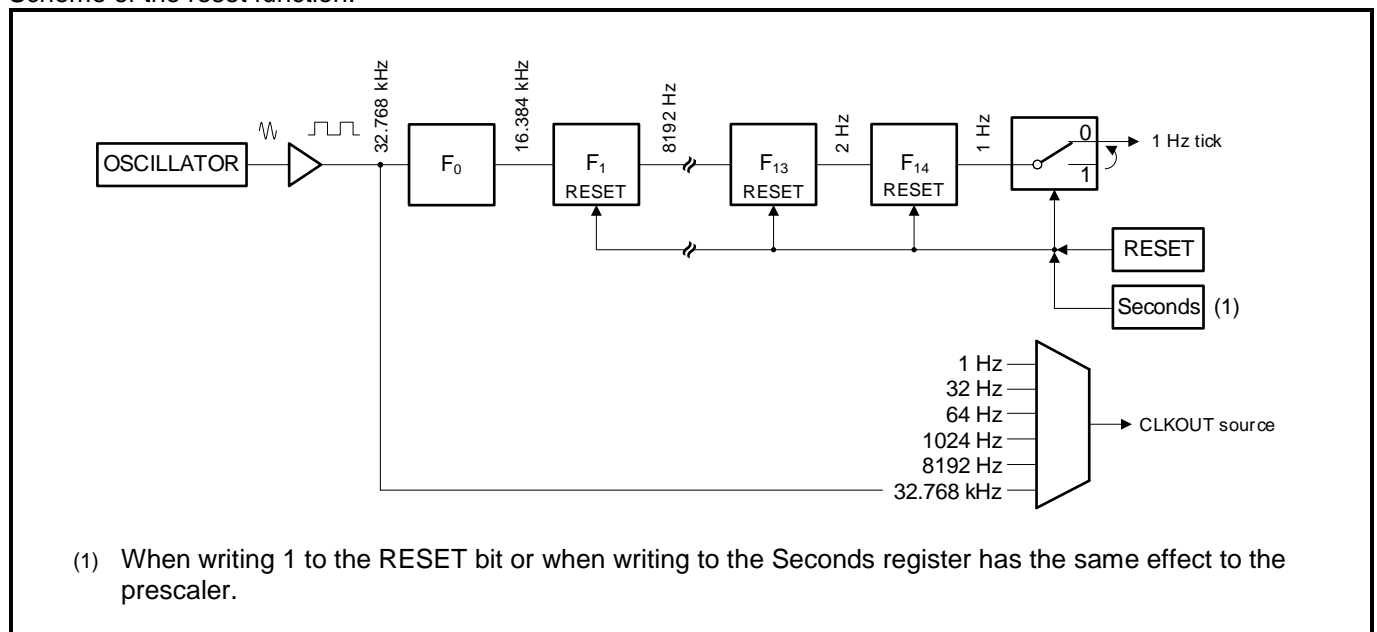 Scheme of the reset function:
32.768 kHz
16.384 kHz
8192 Hz
2 Hz
1 Hz
OSCILLATOR
F₀
F₁
RESET
F₁₃
RESET
F₁₄
RESET
0
1
1 Hz tick
RESET
Seconds (1)
1 Hz
32 Hz
64 Hz
1024 Hz
8192 Hz
32.768 kHz
CLKOUT source
(1) When writing 1 to the RESET bit or when writing to the Seconds register has the same effect to the
prescaler.